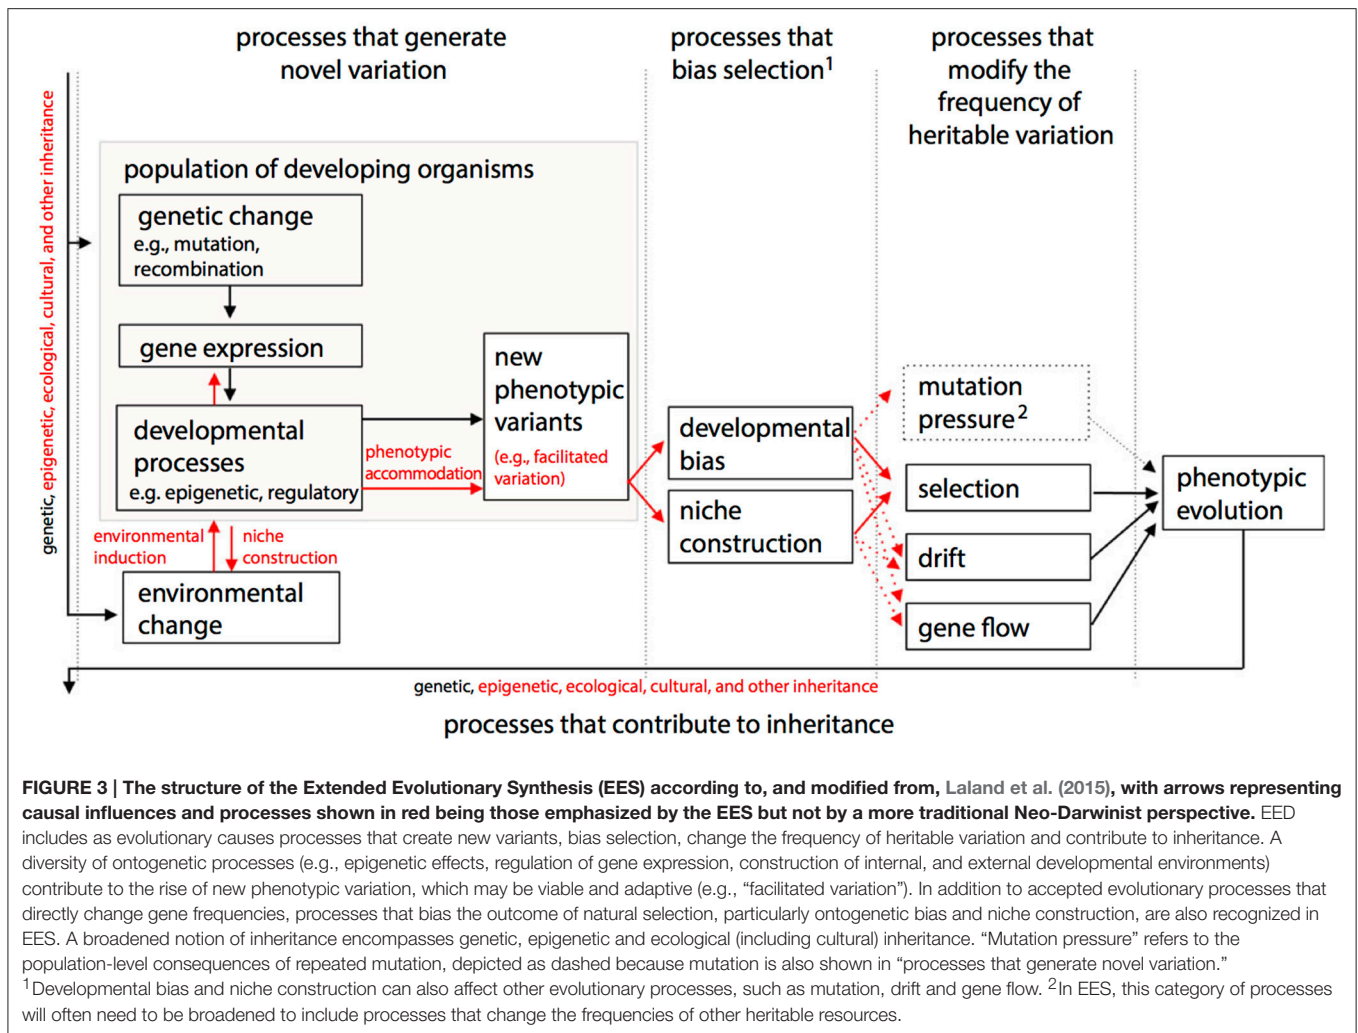 processes that generate
novel variation
processes that
bias selection1
processes that
modify the
frequency of
heritable variation
genetic, epigenetic, ecological, cultural, and other inheritance
population of developing organisms
genetic change
e.g., mutation,
recombination
gene expression
developmental
processes
e.g. epigenetic, regulatory
phenotypic
accommodation
new
phenotypic
variants
(e.g., facilitated
variation)
environmental
induction
niche
construction
environmental
change
developmental
bias
niche
construction
mutation
pressure2
selection
drift
gene flow
phenotypic
evolution
genetic, epigenetic, ecological, cultural, and other inheritance
processes that contribute to inheritance
FIGURE 3 | The structure of the Extended Evolutionary Synthesis (EES) according to, and modified from, Laland et al. (2015), with arrows representing
causal influences and processes shown in red being those emphasized by the EES but not by a more traditional Neo-Darwinist perspective. EED
includes as evolutionary causes processes that create new variants, bias selection, change the frequency of heritable variation and contribute to inheritance. A
diversity of ontogenetic processes (e.g., epigenetic effects, regulation of gene expression, construction of internal, and external developmental environments)
contribute to the rise of new phenotypic variation, which may be viable and adaptive (e.g., “facilitated variation”). In addition to accepted evolutionary processes that
directly change gene frequencies, processes that bias the outcome of natural selection, particularly ontogenetic bias and niche construction, are also recognized in
EES. A broadened notion of inheritance encompasses genetic, epigenetic and ecological (including cultural) inheritance. “Mutation pressure” refers to the
population-level consequences of repeated mutation, depicted as dashed because mutation is also shown in “processes that generate novel variation.”
1Developmental bias and niche construction can also affect other evolutionary processes, such as mutation, drift and gene flow. 2In EES, this category of processes
will often need to be broadened to include processes that change the frequencies of other heritable resources.